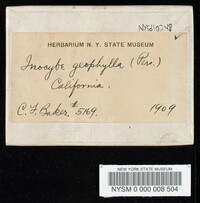 HERBARIUM N. Y. STATE MUSEUM
Inocybe geophylla (Pers.)
California.
C. F. Baker # 5169. 1909
NEW YORK STATE MUSEUM
NYSM 0 000 008 504